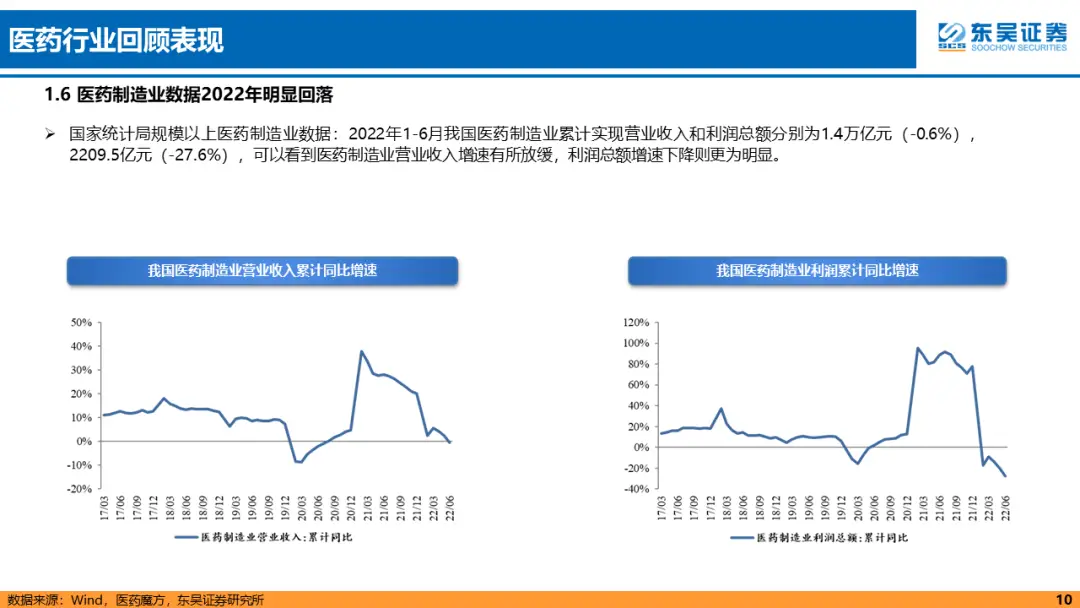 医药行业回顾表现
东吴证券
SCS SOOCHOW SECURITIES
1.6 医药制造业数据2022年明显回落
➢ 国家统计局规模以上医药制造业数据：2022年1-6月我国医药制造业累计实现营业收入和利润总额分别为1.4万亿元（-0.6%），
2209.5亿元（-27.6%），可以看到医药制造业营业收入增速有所放缓，利润总额增速下降则更为明显。
我国医药制造业营业收入累计同比增速
50%
40%
30%
20%
10%
0%
-10%
-20%
17/03 17/06 17/09 17/12 18/03 18/06 18/09 18/12 19/03 19/06 19/09 19/12 20/03 20/06 20/09 20/12 21/03 21/06 21/09 21/12 22/03 22/06
医药制造业营业收入:累计同比
我国医药制造业利润累计同比增速
120%
100%
80%
60%
40%
20%
0%
-20%
-40%
17/03 17/06 17/09 17/12 18/03 18/06 18/09 18/12 19/03 19/06 19/09 19/12 20/03 20/06 20/09 20/12 21/03 21/06 21/09 21/12 22/03 22/06
医药制造业利润总额:累计同比
数据来源：Wind，医药魔方，东吴证券研究所
10